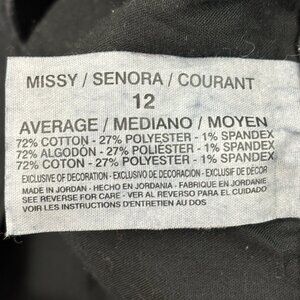 MISSY / SENORA / COURANT
12
AVERAGE / MEDIANO / MOYEN
72% COTTON - 27% POLYESTER - 1% SPANDEX
72% ALGODON - 27% POLIÉSTER - 1% SPANDEX
72% COTON - 27% POLYESTER - 1% SPANDEX
EXCLUSIVE OF DECORATION - EXCLUSIVO DE DECORACION - EXCLUSIF DE DÉCOR
MADE IN JORDAN - HECHO EN JORDANIA - FABRIQUE EN JORDANIE
SEE REVERSE FOR CARE - VER AL REVERSO PARA EL CUIDADO
VOIR LES INSTRUCTIONS D'ENTRETIEN AU DOS